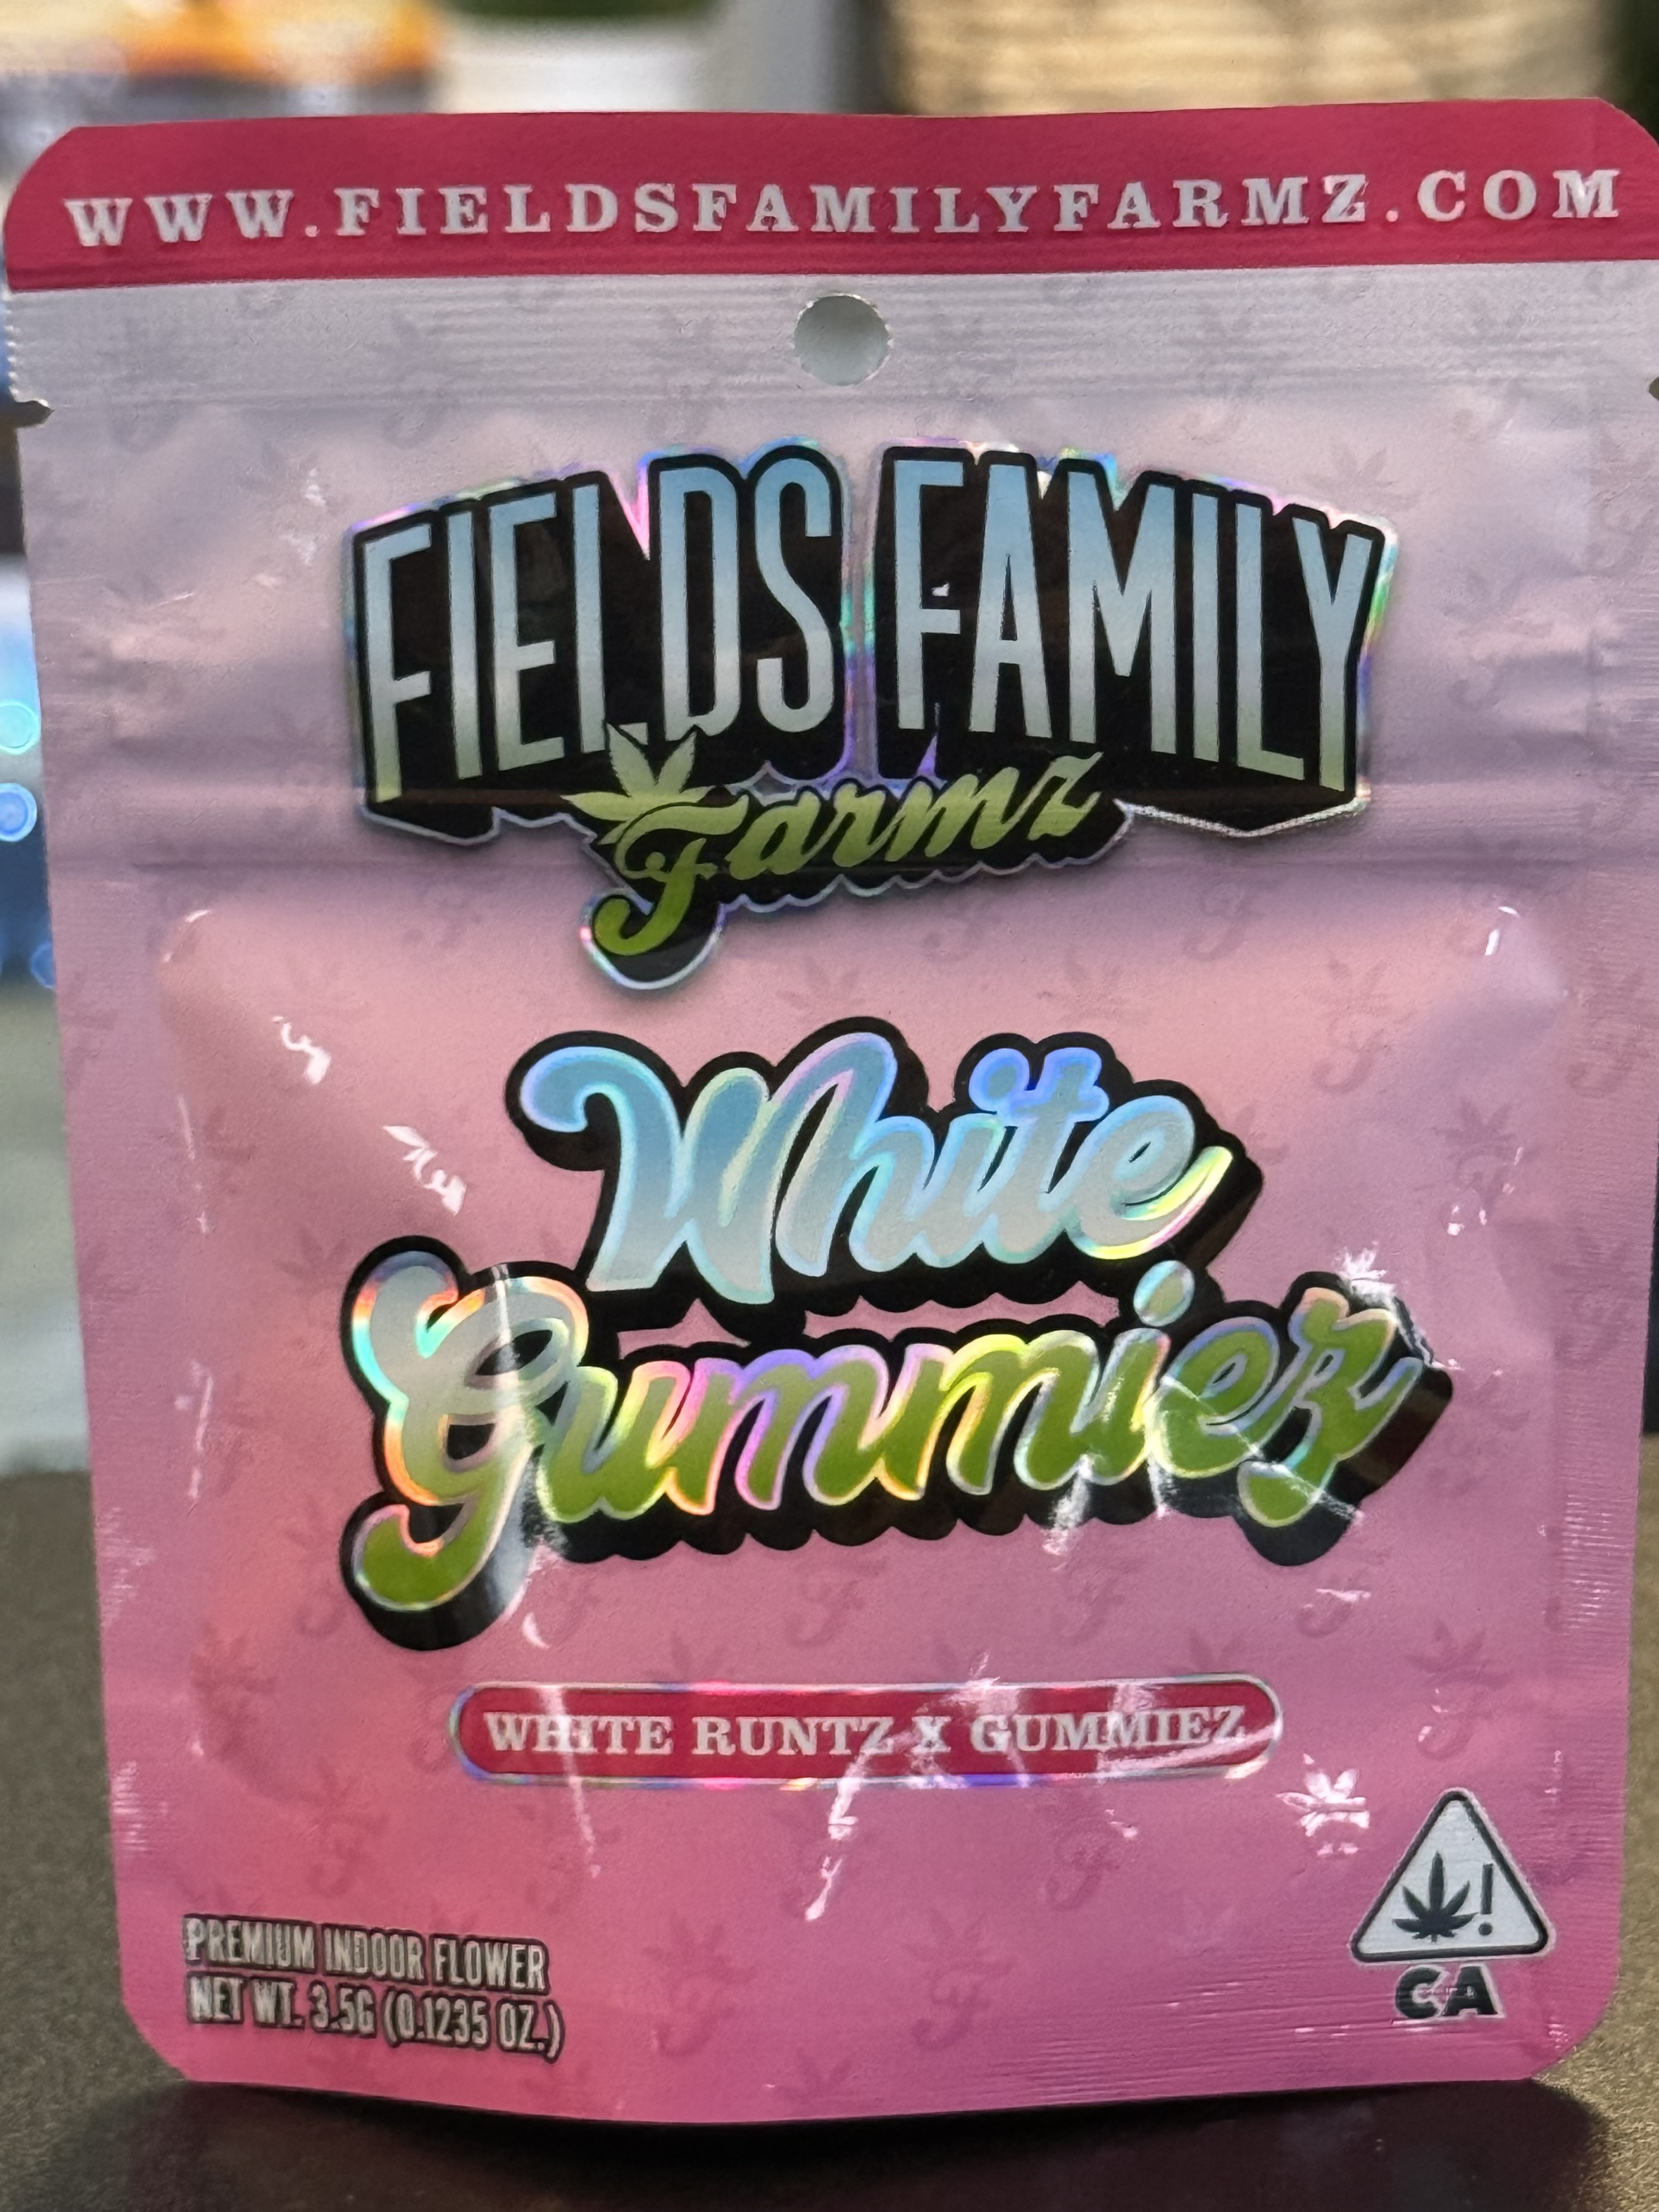 WWW.FIELDSFAMILYFARMZ.COM
FIELDS FAMILY
Farmz
White
Gummiez
WHITE RUNTZ X GUMMIEZ
PREMIUM INDOOR FLOWER
NET WT. 3.5G (0.1235 OZ.)
!
CA